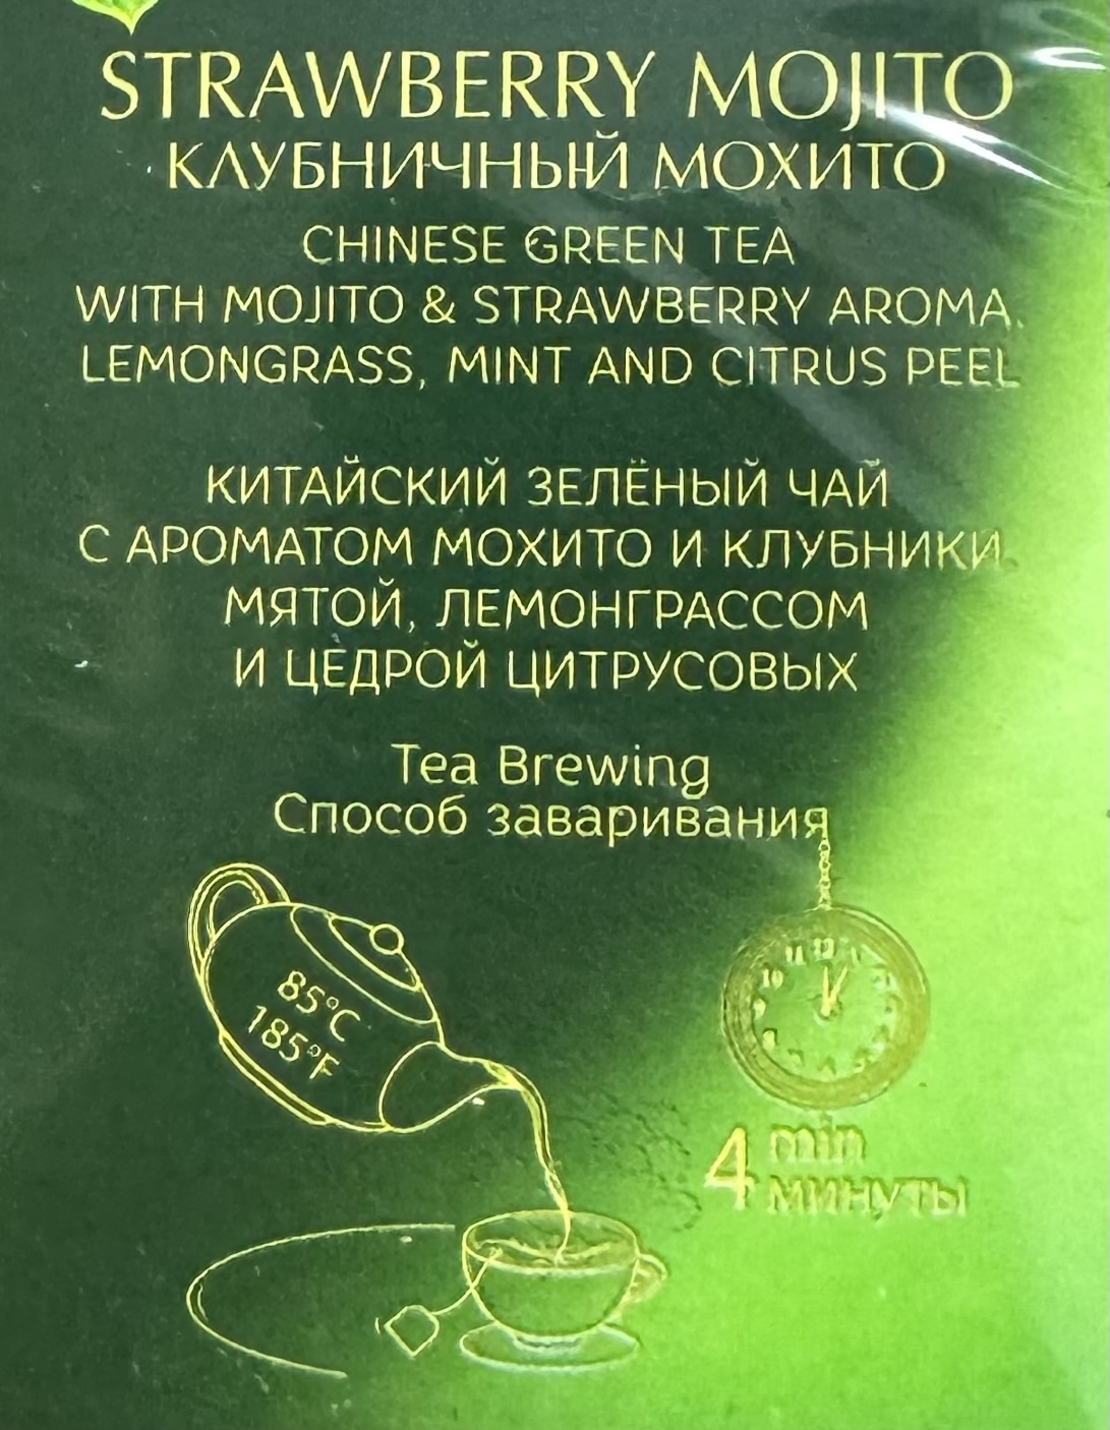 STRAWBERRY MOJITO
КЛУБНИЧНЫЙ МОХИТО
CHINESE GREEN TEA
WITH MOJITO & STRAWBERRY AROMA,
LEMONGRASS, MINT AND CITRUS PEEL
КИТАЙСКИЙ ЗЕЛЁНЫЙ ЧАЙ
С АРОМАТОМ МОХИТО И КЛУБНИКИ,
МЯТОЙ, ЛЕМОНГРАССОМ
И ЦЕДРОЙ ЦИТРУСОВЫХ
Tea Brewing
Способ заваривания
85°C
185°F
4 min
минуты